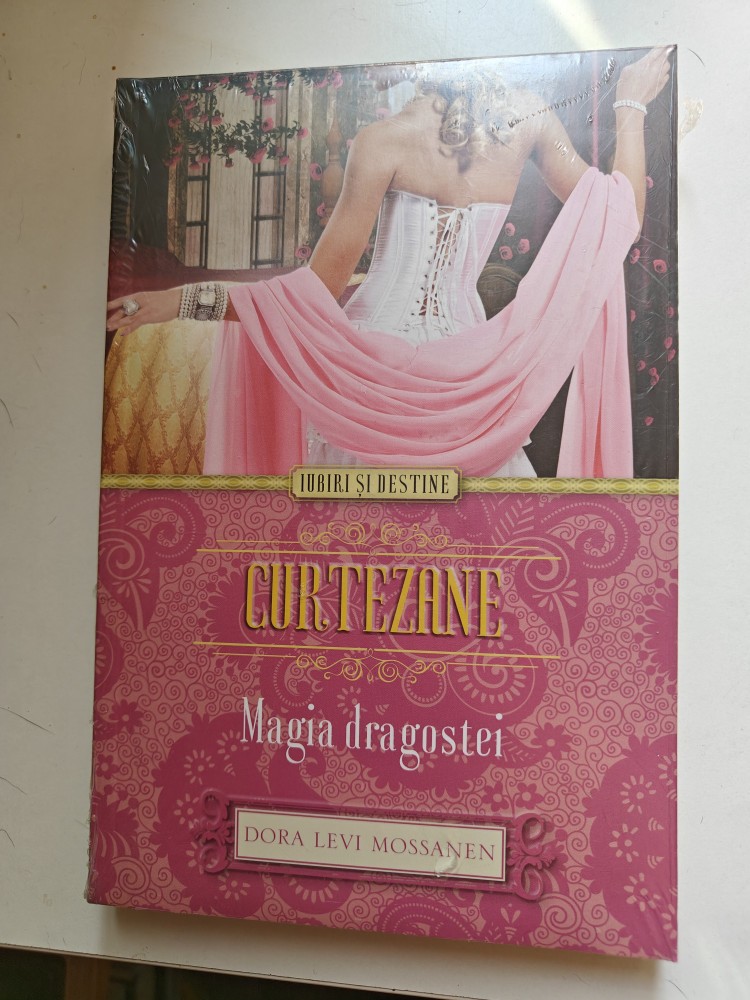 IUBIRI ȘI DESTINE
CURTEZANE
Magia dragostei
DORA LEVI MOSSANEN